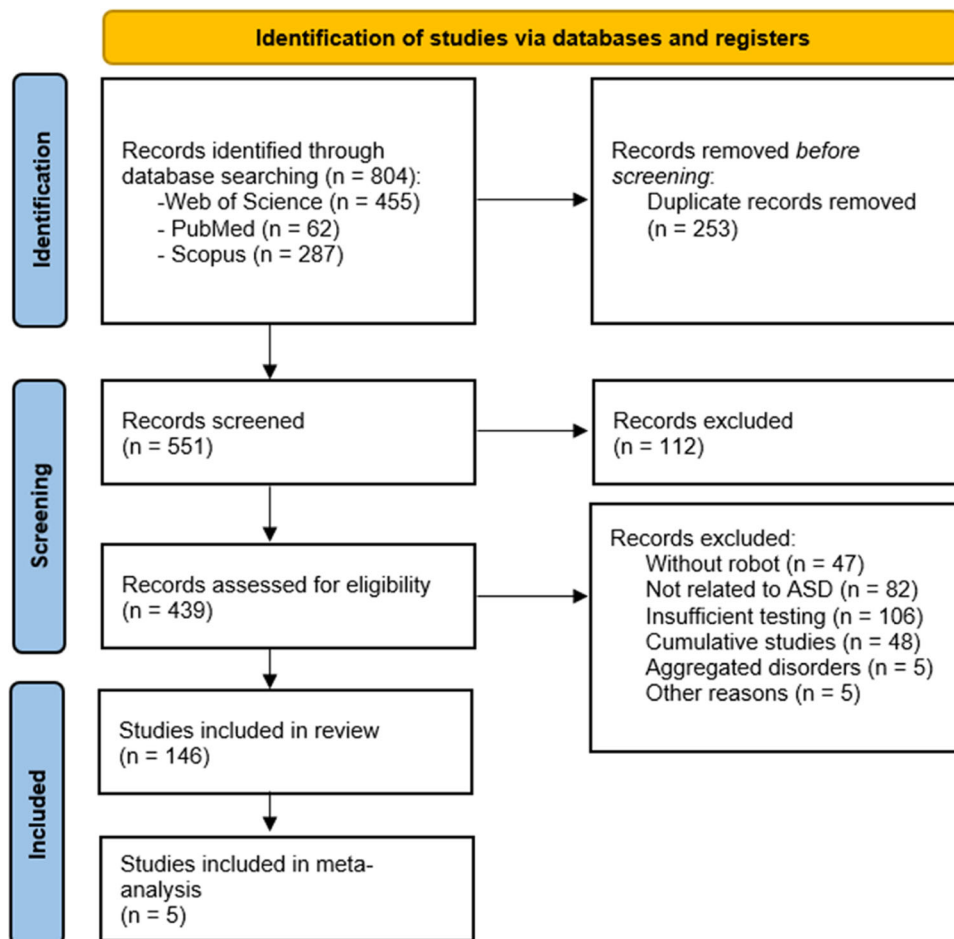 Identification of studies via databases and registers
Identification
Records identified through
database searching (n = 804):
-Web of Science (n = 455)
- PubMed (n = 62)
- Scopus (n = 287)
Records removed before
screening:
Duplicate records removed
(n = 253)
Screening
Records screened
(n = 551)
Records excluded
(n = 112)
Records assessed for eligibility
(n = 439)
Records excluded:
Without robot (n = 47)
Not related to ASD (n = 82)
Insufficient testing (n = 106)
Cumulative studies (n = 48)
Aggregated disorders (n = 5)
Other reasons (n = 5)
Included
Studies included in review
(n = 146)
Studies included in meta-
analysis
(n = 5)